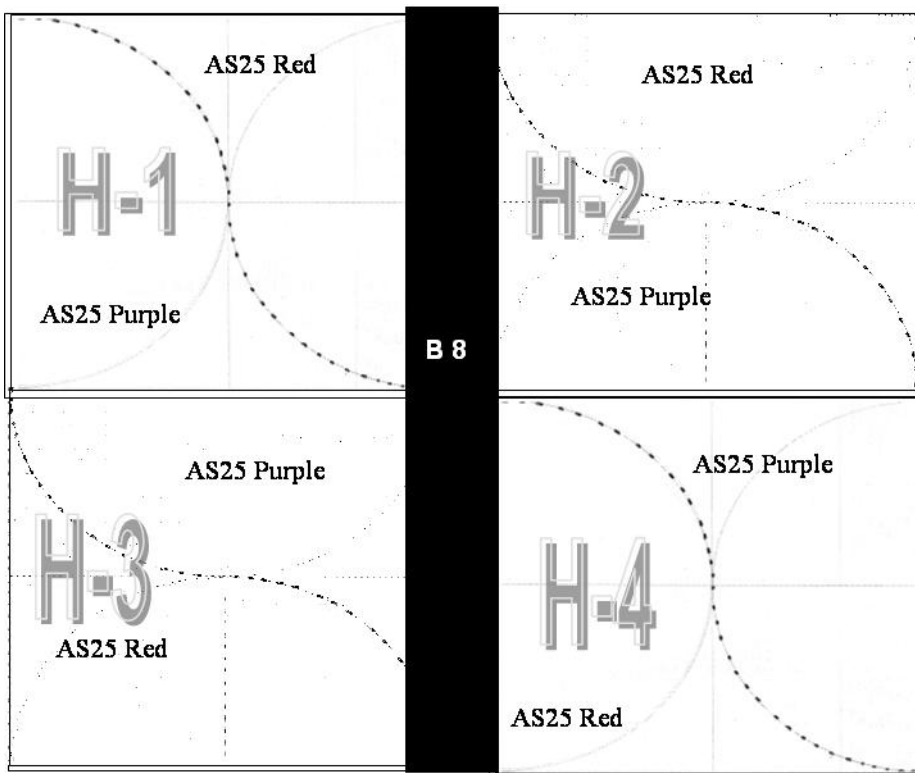 AS25 Red
H-1
AS25 Purple
AS25 Red
H-2
AS25 Purple
B 8
AS25 Purple
H-3
AS25 Red
AS25 Purple
H-4
AS25 Red